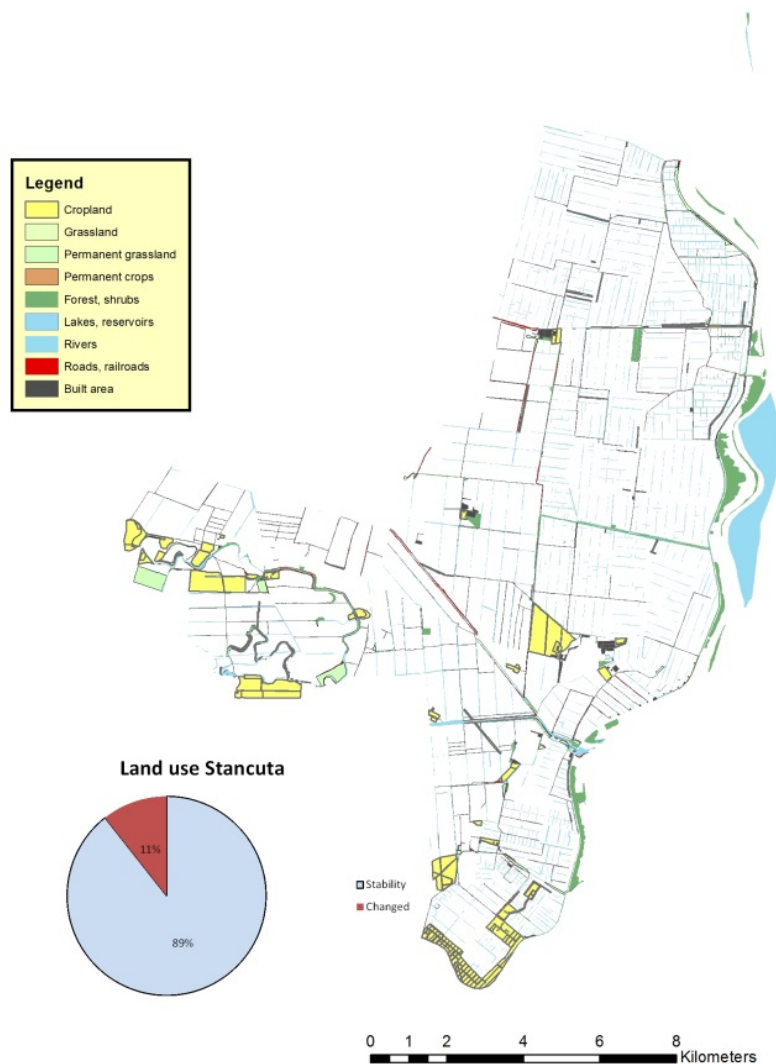 Legend
Cropland
Grassland
Permanent grassland
Permanent crops
Forest, shrubs
Lakes, reservoirs
Rivers
Roads, railroads
Built area
Land use Stancuta
11%
89%
Stability
Changed
0 1 2 4 6 8
Kilometers